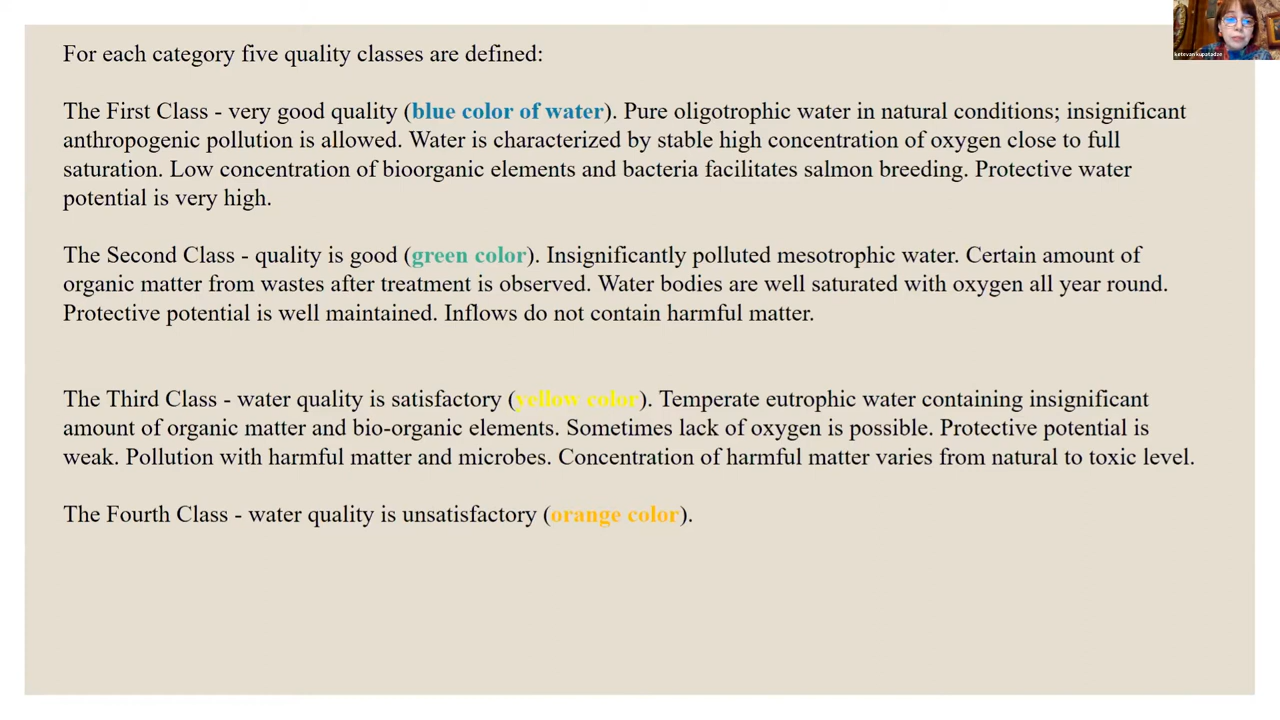 For each category five quality classes are defined:
The First Class - very good quality (blue color of water). Pure oligotrophic water in natural conditions; insignificant
anthropogenic pollution is allowed. Water is characterized by stable high concentration of oxygen close to full
saturation. Low concentration of bioorganic elements and bacteria facilitates salmon breeding. Protective water
potential is very high.
The Second Class - quality is good (green color). Insignificantly polluted mesotrophic water. Certain amount of
organic matter from wastes after treatment is observed. Water bodies are well saturated with oxygen all year round.
Protective potential is well maintained. Inflows do not contain harmful matter.
The Third Class - water quality is satisfactory (yellow color). Temperate eutrophic water containing insignificant
amount of organic matter and bio-organic elements. Sometimes lack of oxygen is possible. Protective potential is
weak. Pollution with harmful matter and microbes. Concentration of harmful matter varies from natural to toxic level.
The Fourth Class - water quality is unsatisfactory (orange color).
ketevan kupatadze